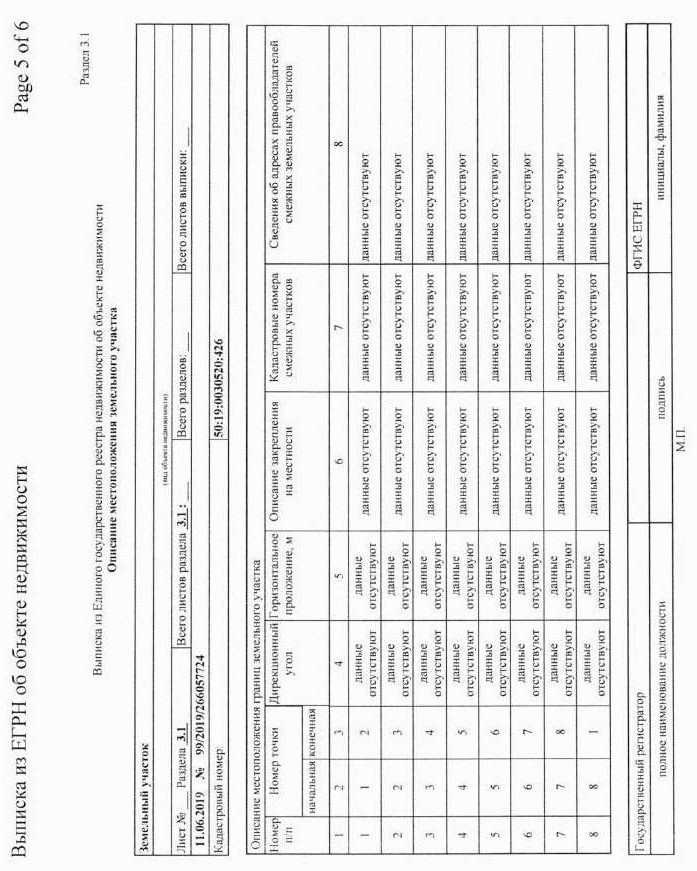 Выписка из ЕГРН об объекте недвижимости Page 5 of 6
Раздел 3.1
Выписка из Единого государственного реестра недвижимости об объекте недвижимости
Описание местоположения земельного участка
Земельный участок
(вид объекта недвижимости)
Лист № ___ Раздела 3.1 Всего листов раздела 3.1: ___ Всего разделов: ___ Всего листов выписки: ___
11.06.2019 № 99/2019/266057724
Кадастровый номер: 50:19:0030520:426
Описание местоположения границ земельного участка
Номер п/п Номер точки Дирекционный угол Горизонтальное проложение, м Описание закрепления на местности Кадастровые номера смежных участков Сведения об адресах правообладателей смежных земельных участков
начальная конечная
1 2 3 4 5 6 7 8
1 1 2 данные отсутствуют данные отсутствуют данные отсутствуют данные отсутствуют данные отсутствуют
2 2 3 данные отсутствуют данные отсутствуют данные отсутствуют данные отсутствуют данные отсутствуют
3 3 4 данные отсутствуют данные отсутствуют данные отсутствуют данные отсутствуют данные отсутствуют
4 4 5 данные отсутствуют данные отсутствуют данные отсутствуют данные отсутствуют данные отсутствуют
5 5 6 данные отсутствуют данные отсутствуют данные отсутствуют данные отсутствуют данные отсутствуют
6 6 7 данные отсутствуют данные отсутствуют данные отсутствуют данные отсутствуют данные отсутствуют
7 7 8 данные отсутствуют данные отсутствуют данные отсутствуют данные отсутствуют данные отсутствуют
8 8 1 данные отсутствуют данные отсутствуют данные отсутствуют данные отсутствуют данные отсутствуют
Государственный регистратор ФГИС ЕГРН
полное наименование должности подпись инициалы, фамилия
М.П.